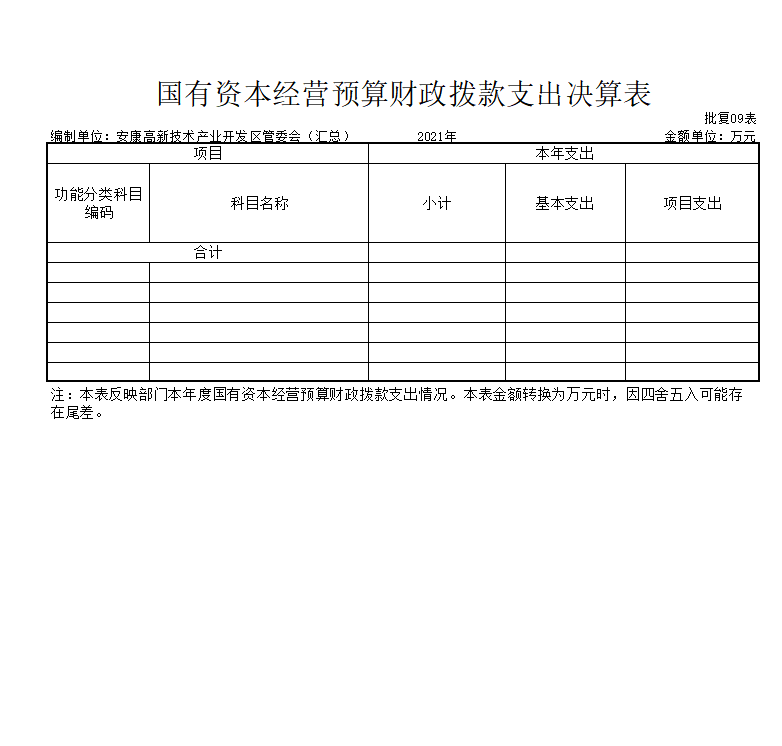 国有资本经营预算财政拨款支出决算表
批复09表
编制单位：安康高新技术产业开发区管委会（汇总） 2021年 金额单位：万元
项目 本年支出
功能分类科目
编码 科目名称 小计 基本支出 项目支出
合计
注：本表反映部门本年度国有资本经营预算财政拨款支出情况。本表金额转换为万元时，因四舍五入可能存
在尾差。